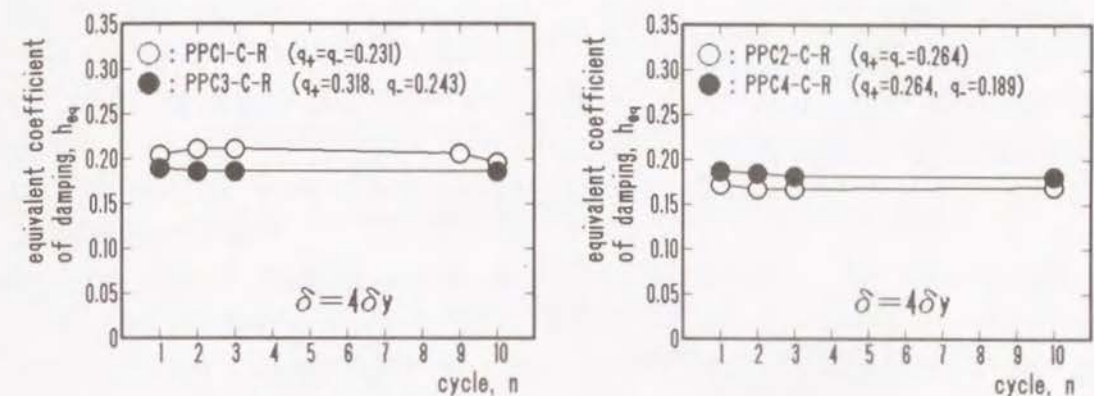 equivalent coefficient
of damping, heq
0.35
0.30
0.25
0.20
0.15
0.10
0.05
0
○ : PPC1-C-R (q+=q-=0.231)
● : PPC3-C-R (q+=0.318, q-=0.243)
δ=4δy
1 2 3 4 5 6 7 8 9 10
cycle, n
equivalent coefficient
of damping, heq
0.35
0.30
0.25
0.20
0.15
0.10
0.05
0
○ : PPC2-C-R (q+=q-=0.264)
● : PPC4-C-R (q+=0.264, q-=0.189)
δ=4δy
1 2 3 4 5 6 7 8 9 10
cycle, n